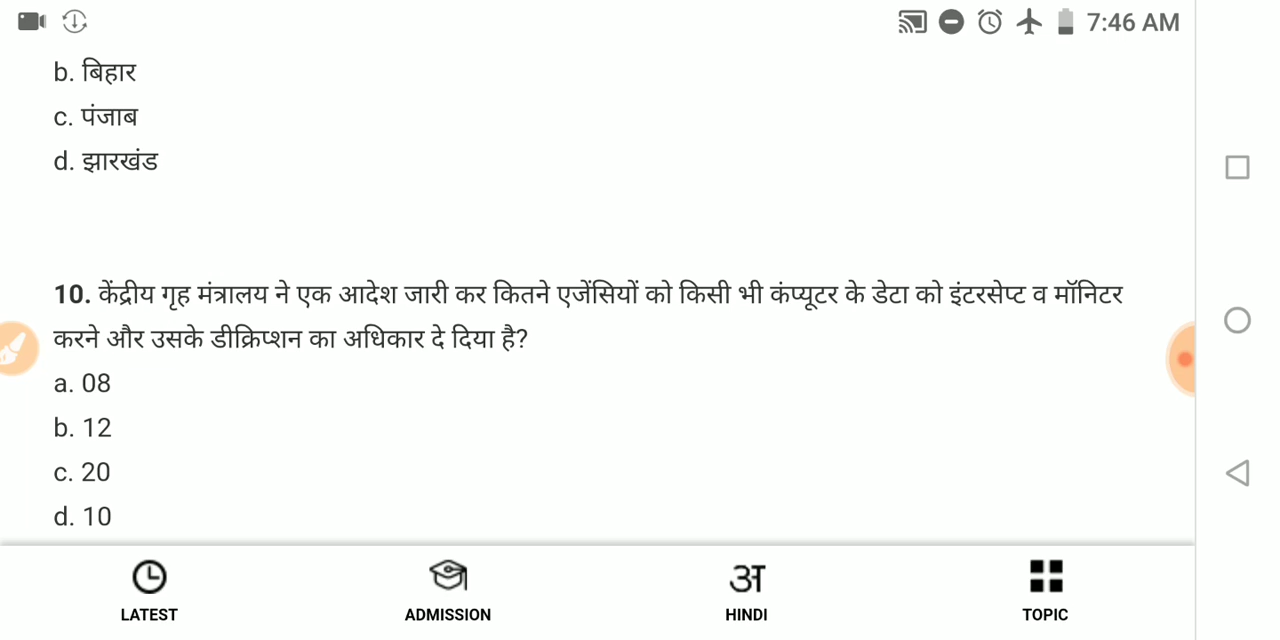 7:46 AM
b. बिहार
c. पंजाब
d. झारखंड
10. केंद्रीय गृह मंत्रालय ने एक आदेश जारी कर कितने एजेंसियों को किसी भी कंप्यूटर के डेटा को इंटरसेप्ट व मॉनिटर
करने और उसके डीक्रिप्शन का अधिकार दे दिया है?
a. 08
b. 12
c. 20
d. 10
अ
LATEST ADMISSION HINDI TOPIC